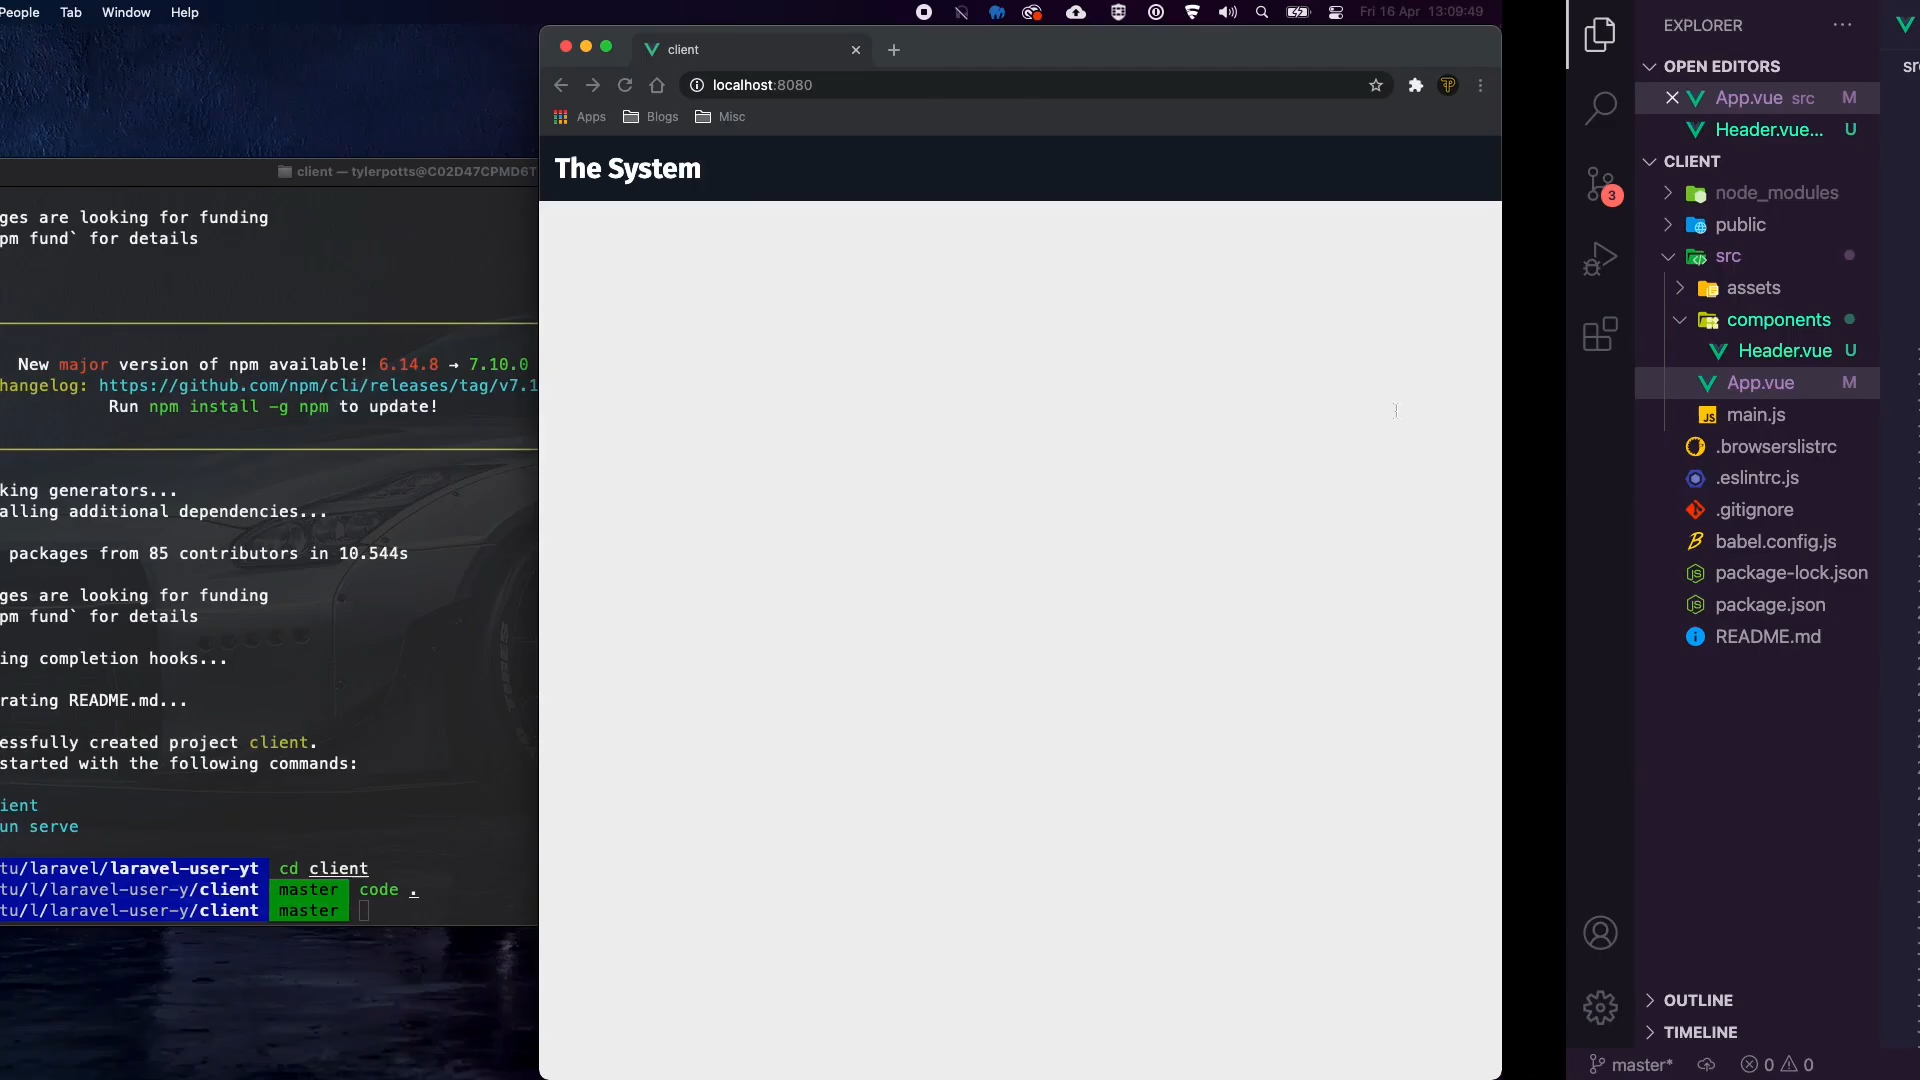 People Tab Window Help
Fri 16 Apr 13:09:49
client — tylerpotts@C02D47CPMD6T
ges are looking for funding
pm fund` for details
New major version of npm available! 6.14.8 → 7.10.0
hangelog: https://github.com/npm/cli/releases/tag/v7.1
Run npm install -g npm to update!
king generators...
alling additional dependencies...
packages from 85 contributors in 10.544s
ges are looking for funding
pm fund` for details
ing completion hooks...
rating README.md...
essfully created project client.
started with the following commands:
ient
un serve
tu/laravel/laravel-user-yt cd client
tu/l/laravel-user-y/client master code .
tu/l/laravel-user-y/client master
client
localhost:8080
Apps Blogs Misc
The System
EXPLORER
OPEN EDITORS
App.vue src M
Header.vue... U
CLIENT
node_modules
public
src
assets
components
Header.vue U
App.vue M
main.js
.browserslistrc
.eslintrc.js
.gitignore
babel.config.js
package-lock.json
package.json
README.md
OUTLINE
TIMELINE
master* 0 0
3